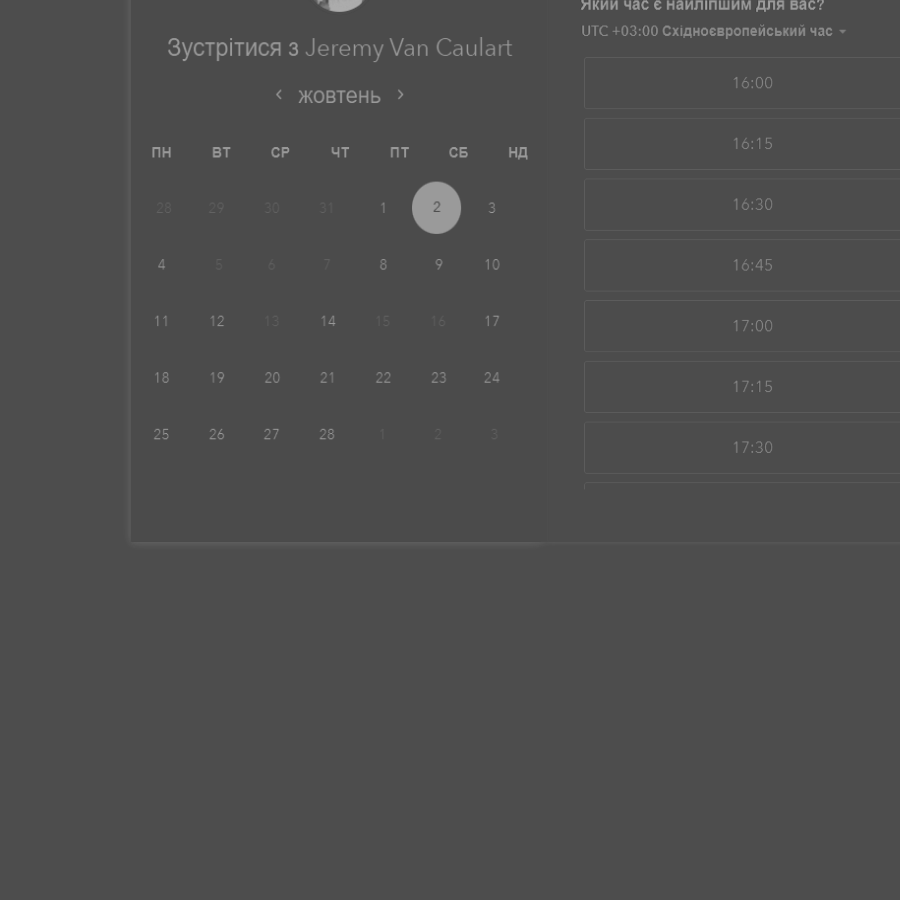 Зустрітися з Jeremy Van Caulart
‹ жовтень ›
ПН ВТ СР ЧТ ПТ СБ НД
28 29 30 31 1 2 3
4 5 6 7 8 9 10
11 12 13 14 15 16 17
18 19 20 21 22 23 24
25 26 27 28 1 2 3
Який час є найліпшим для вас?
UTC +03:00 Східноєвропейський час
16:00
16:15
16:30
16:45
17:00
17:15
17:30